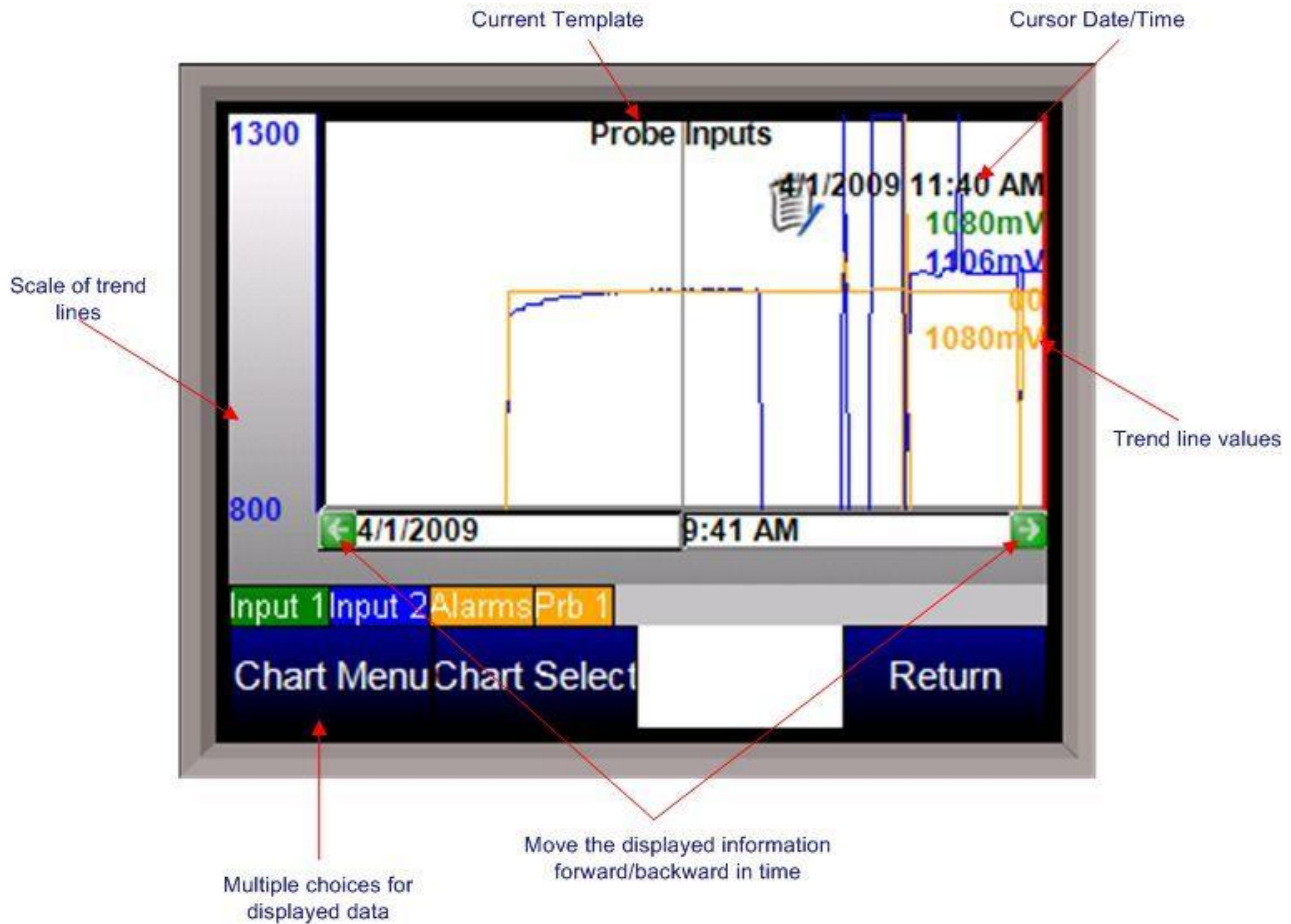 Current Template
Cursor Date/Time
1300
Probe Inputs
4/1/2009 11:40 AM
1080mV
1106mV
00
1080mV
Scale of trend
lines
Trend line values
800
4/1/2009
9:41 AM
Input 1
Input 2
Alarms
Prb 1
Chart Menu
Chart Select
Return
Move the displayed information
forward/backward in time
Multiple choices for
displayed data